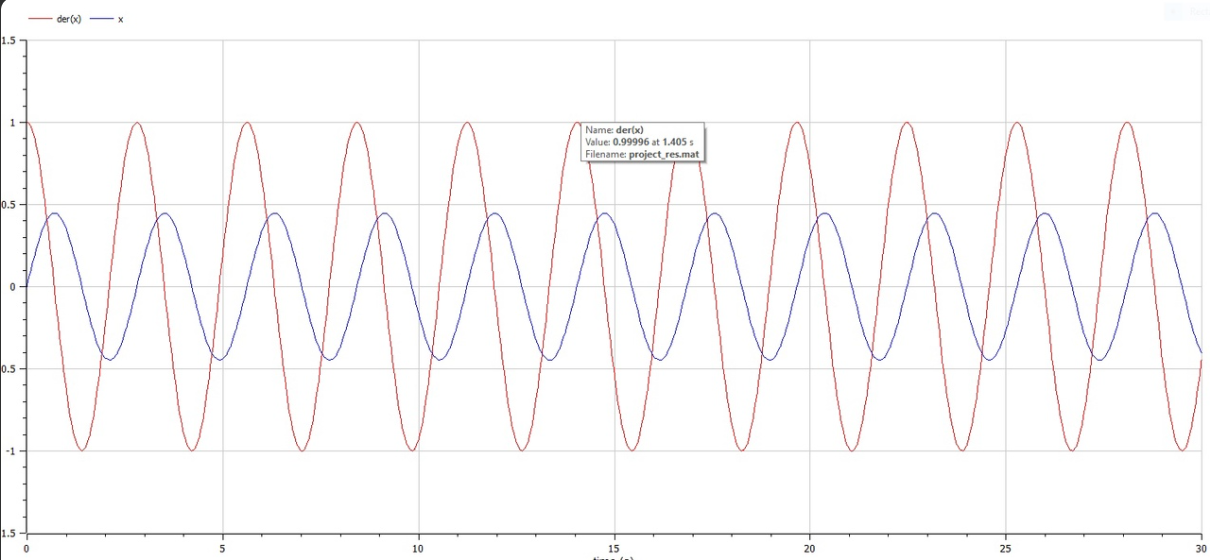 der(x) x
1.5
1
Name: der(x)
Value: 0.99996 at 1.405 s
Filename: project_res.mat
0.5
0
0.5
-1
1.5
0 5 10 15 20 25 30
time (s)